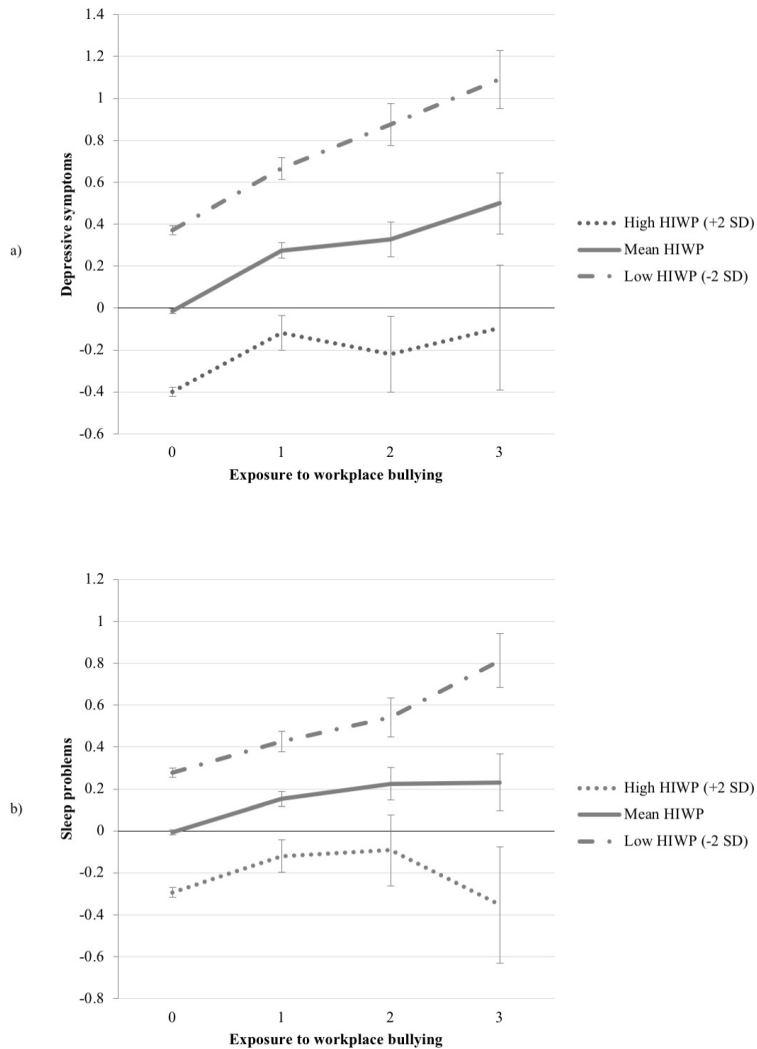 1.4
1.2
1
0.8
0.6
0.4
0.2
0
-0.2
-0.4
-0.6
Depressive symptoms
a)
0 1 2 3
Exposure to workplace bullying
High HIWP (+2 SD)
Mean HIWP
Low HIWP (-2 SD)
1.2
1
0.8
0.6
0.4
0.2
0
-0.2
-0.4
-0.6
-0.8
Sleep problems
b)
0 1 2 3
Exposure to workplace bullying
High HIWP (+2 SD)
Mean HIWP
Low HIWP (-2 SD)